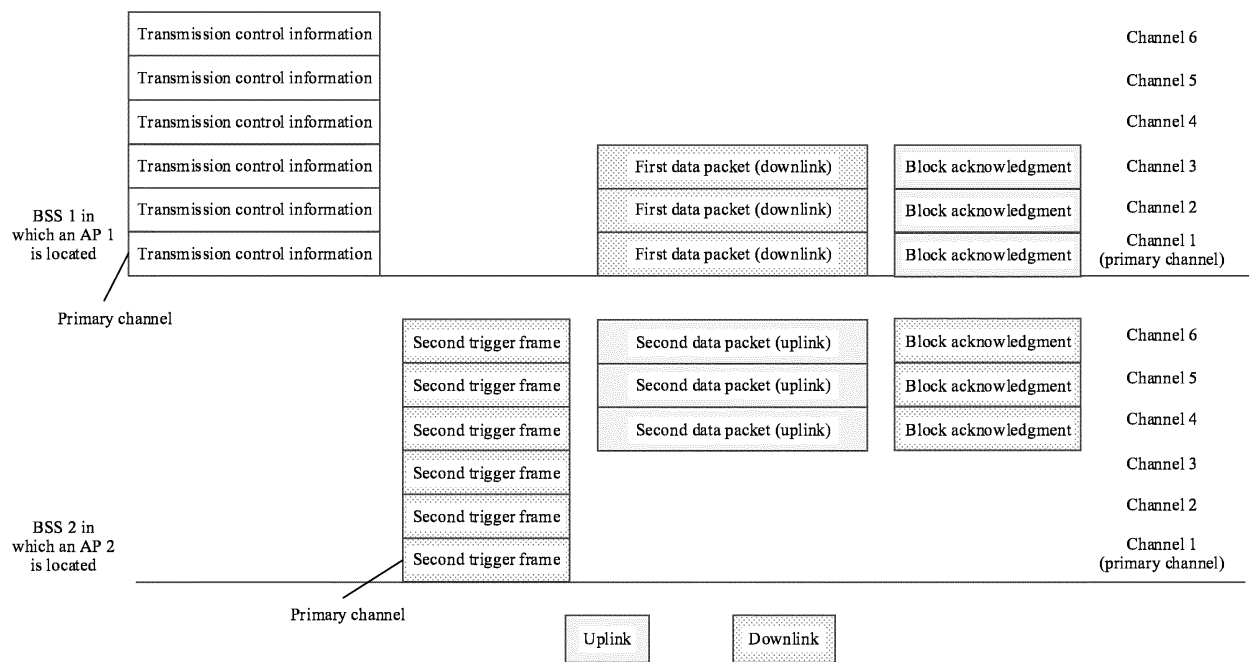 Transmission control information
Channel 6
Transmission control information
Channel 5
Transmission control information
Channel 4
Transmission control information
First data packet (downlink)
Block acknowledgment
Channel 3
Transmission control information
First data packet (downlink)
Block acknowledgment
Channel 2
BSS 1 in
which an AP 1
is located
Transmission control information
First data packet (downlink)
Block acknowledgment
Channel 1
(primary channel)
Primary channel
Second trigger frame
Second data packet (uplink)
Block acknowledgment
Channel 6
Second trigger frame
Second data packet (uplink)
Block acknowledgment
Channel 5
Second trigger frame
Second data packet (uplink)
Block acknowledgment
Channel 4
Second trigger frame
Channel 3
Second trigger frame
Channel 2
BSS 2 in
which an AP 2
is located
Second trigger frame
Channel 1
(primary channel)
Primary channel
Uplink
Downlink